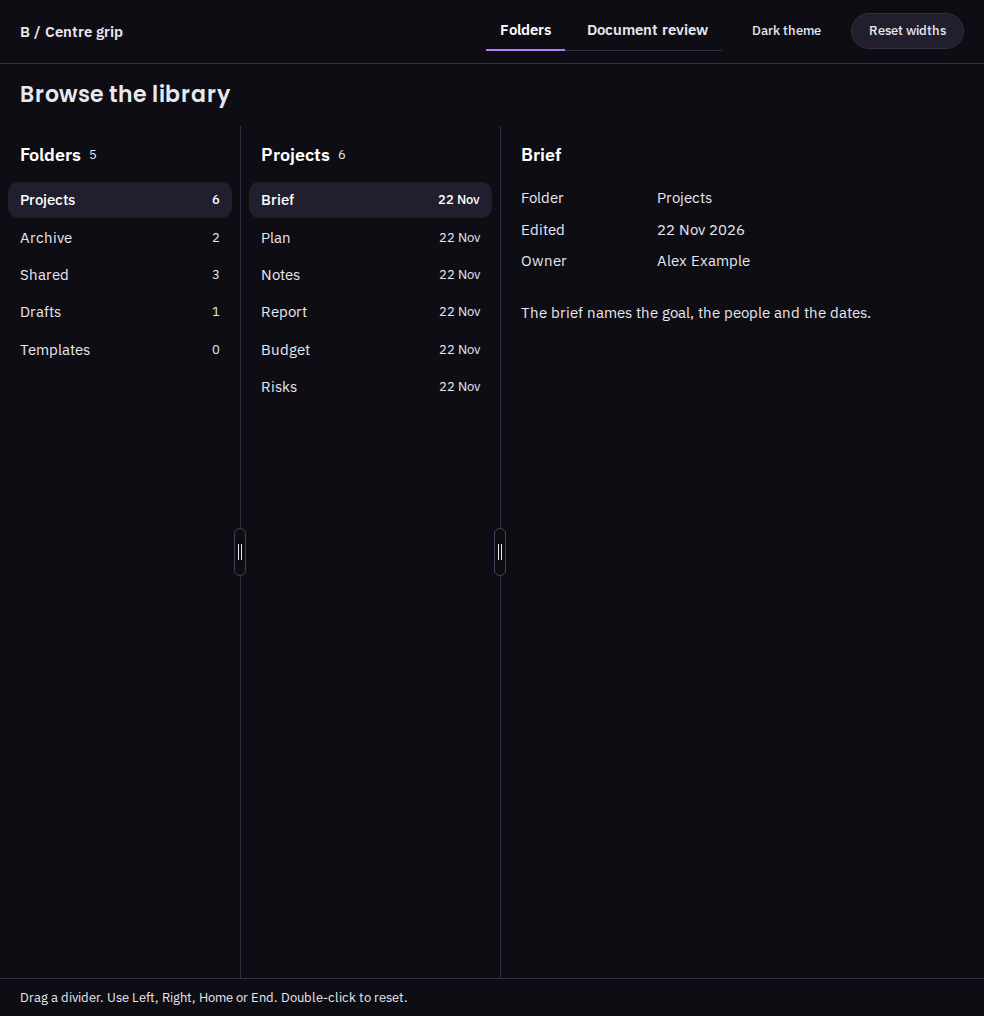 B / Centre grip
Folders
Document review
Dark theme
Reset widths
Browse the library
Folders 5
Projects 6
Archive 2
Shared 3
Drafts 1
Templates 0
Projects 6
Brief 22 Nov
Plan 22 Nov
Notes 22 Nov
Report 22 Nov
Budget 22 Nov
Risks 22 Nov
Brief
Folder Projects
Edited 22 Nov 2026
Owner Alex Example
The brief names the goal, the people and the dates.
Drag a divider. Use Left, Right, Home or End. Double-click to reset.